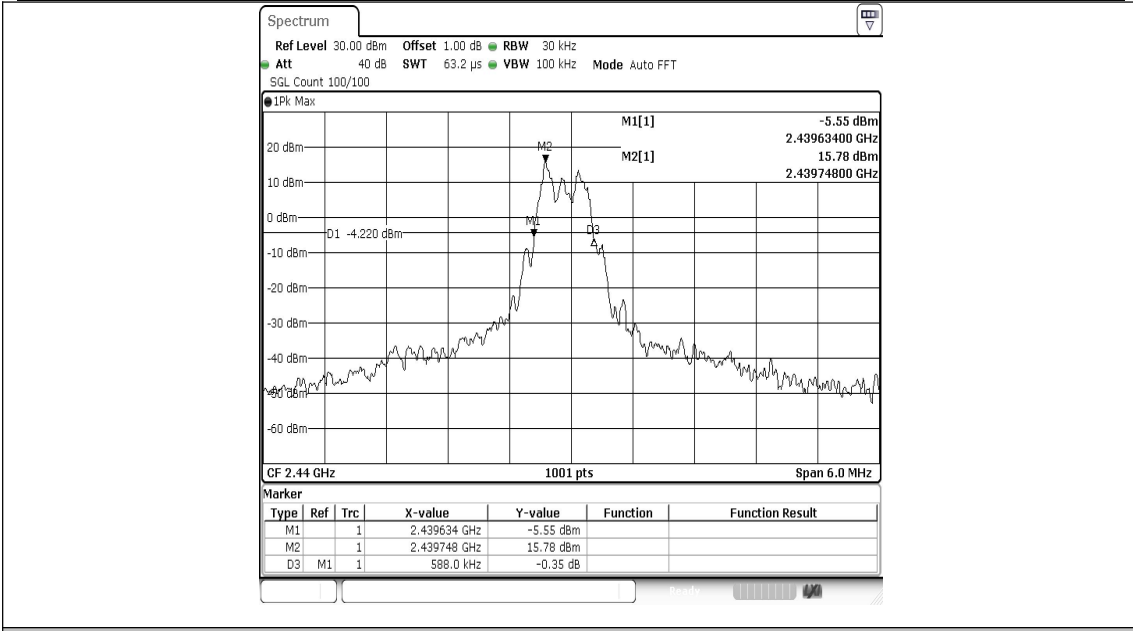 Spectrum
Ref Level 30.00 dBm Offset 1.00 dB RBW 30 kHz
Att 40 dB SWT 63.2 µs VBW 100 kHz Mode Auto FFT
SGL Count 100/100
1Pk Max
M1[1] -5.55 dBm
2.43963400 GHz
M2[1] 15.78 dBm
2.43974800 GHz
20 dBm
M2
10 dBm
0 dBm
M1
D1 -4.220 dBm
D3
-10 dBm
-20 dBm
-30 dBm
-40 dBm
-50 dBm
-60 dBm
CF 2.44 GHz 1001 pts Span 6.0 MHz
Marker
Type Ref Trc X-value Y-value Function Function Result
M1 1 2.439634 GHz -5.55 dBm
M2 1 2.439748 GHz 15.78 dBm
D3 M1 1 588.0 kHz -0.35 dB
Ready